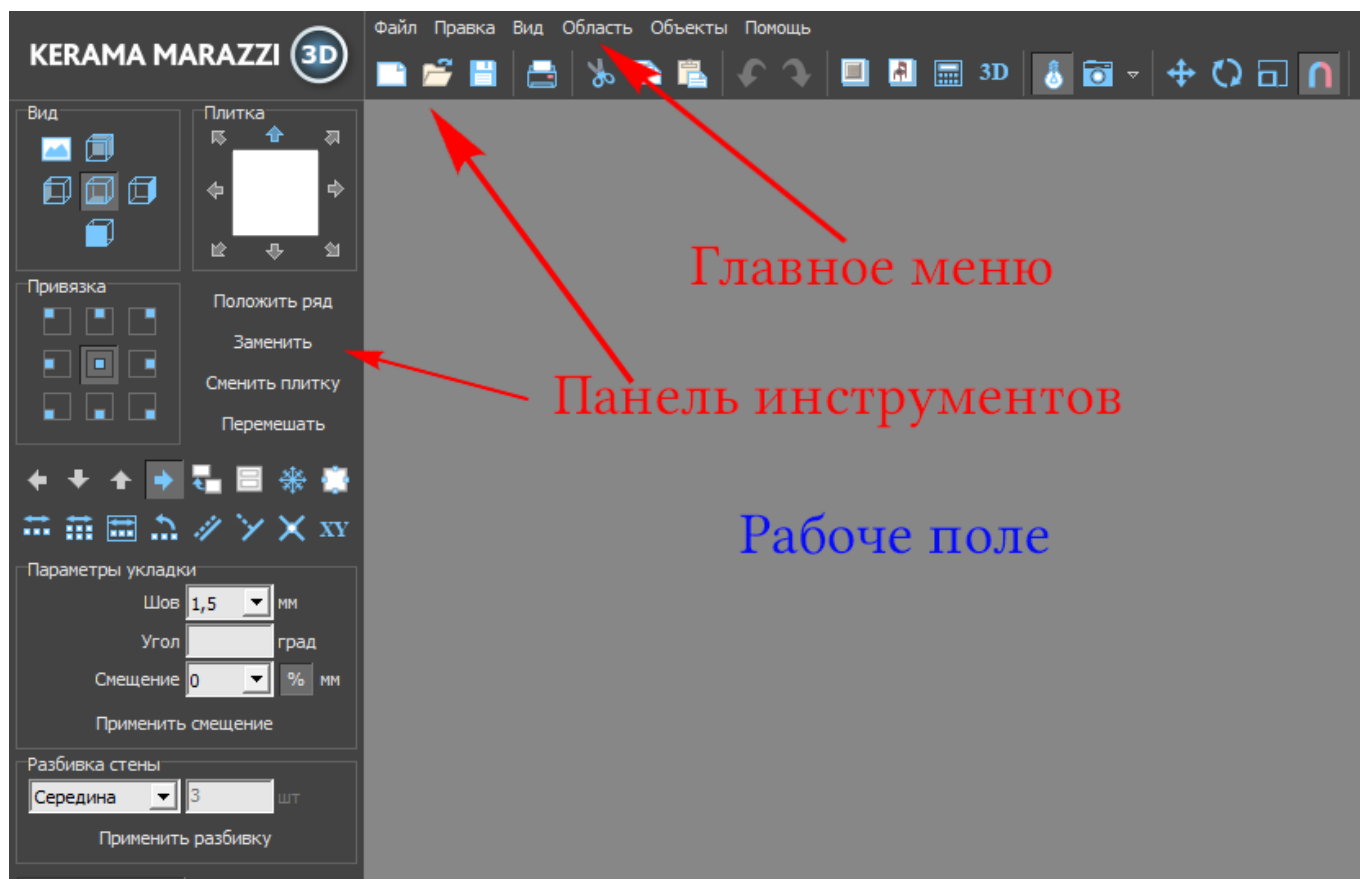 KERAMA MARAZZI 3D
Файл Правка Вид Область Объекты Помощь
3D
Вид
Плитка
Главное меню
Привязка
Положить ряд
Заменить
Сменить плитку
Перемешать
Панель инструментов
Рабоче поле
XY
Параметры укладки
Шов 1,5 мм
Угол град
Смещение 0 % мм
Применить смещение
Разбивка стены
Середина 3 шт
Применить разбивку